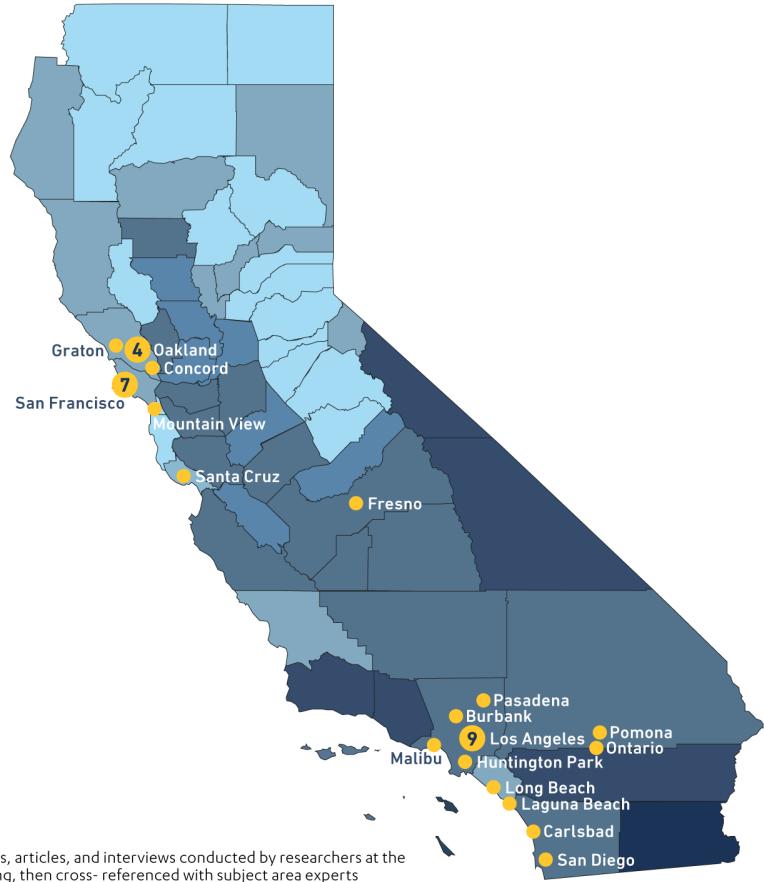 Graton
4
Oakland
Concord
7
San Francisco
Mountain View
Santa Cruz
Fresno
Pasadena
Burbank
9
Los Angeles
Pomona
Ontario
Malibu
Huntington Park
Long Beach
Laguna Beach
Carlsbad
San Diego
articles, and interviews conducted by researchers at the
then cross- referenced with subject area experts